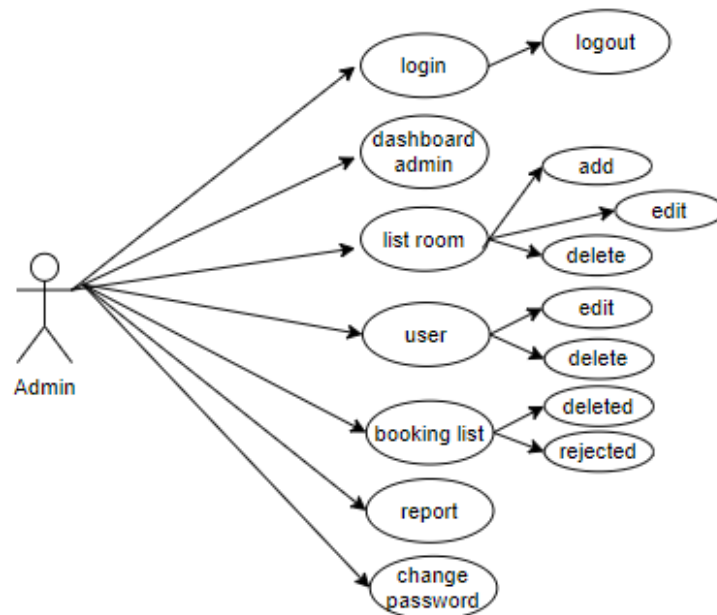 logout
login
dashboard
admin
add
edit
list room
delete
edit
user
delete
Admin
deleted
booking list
rejected
report
change
password